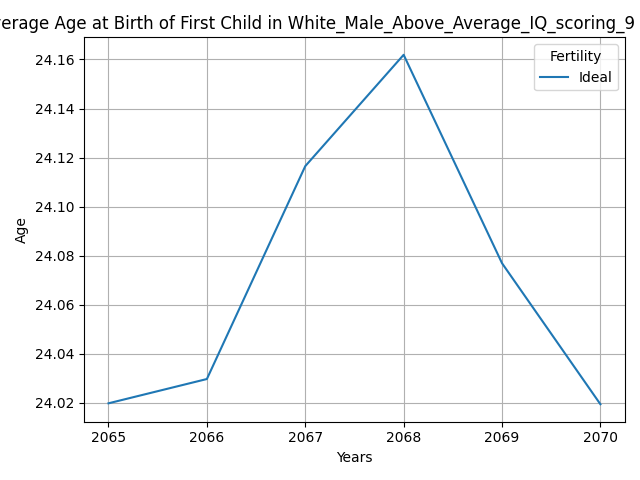 verage Age at Birth of First Child in White_Male_Above_Average_IQ_scoring_9
24.16
24.14
24.12
24.10
24.08
24.06
24.04
24.02
Age
Fertility
Ideal
2065 2066 2067 2068 2069 2070
Years